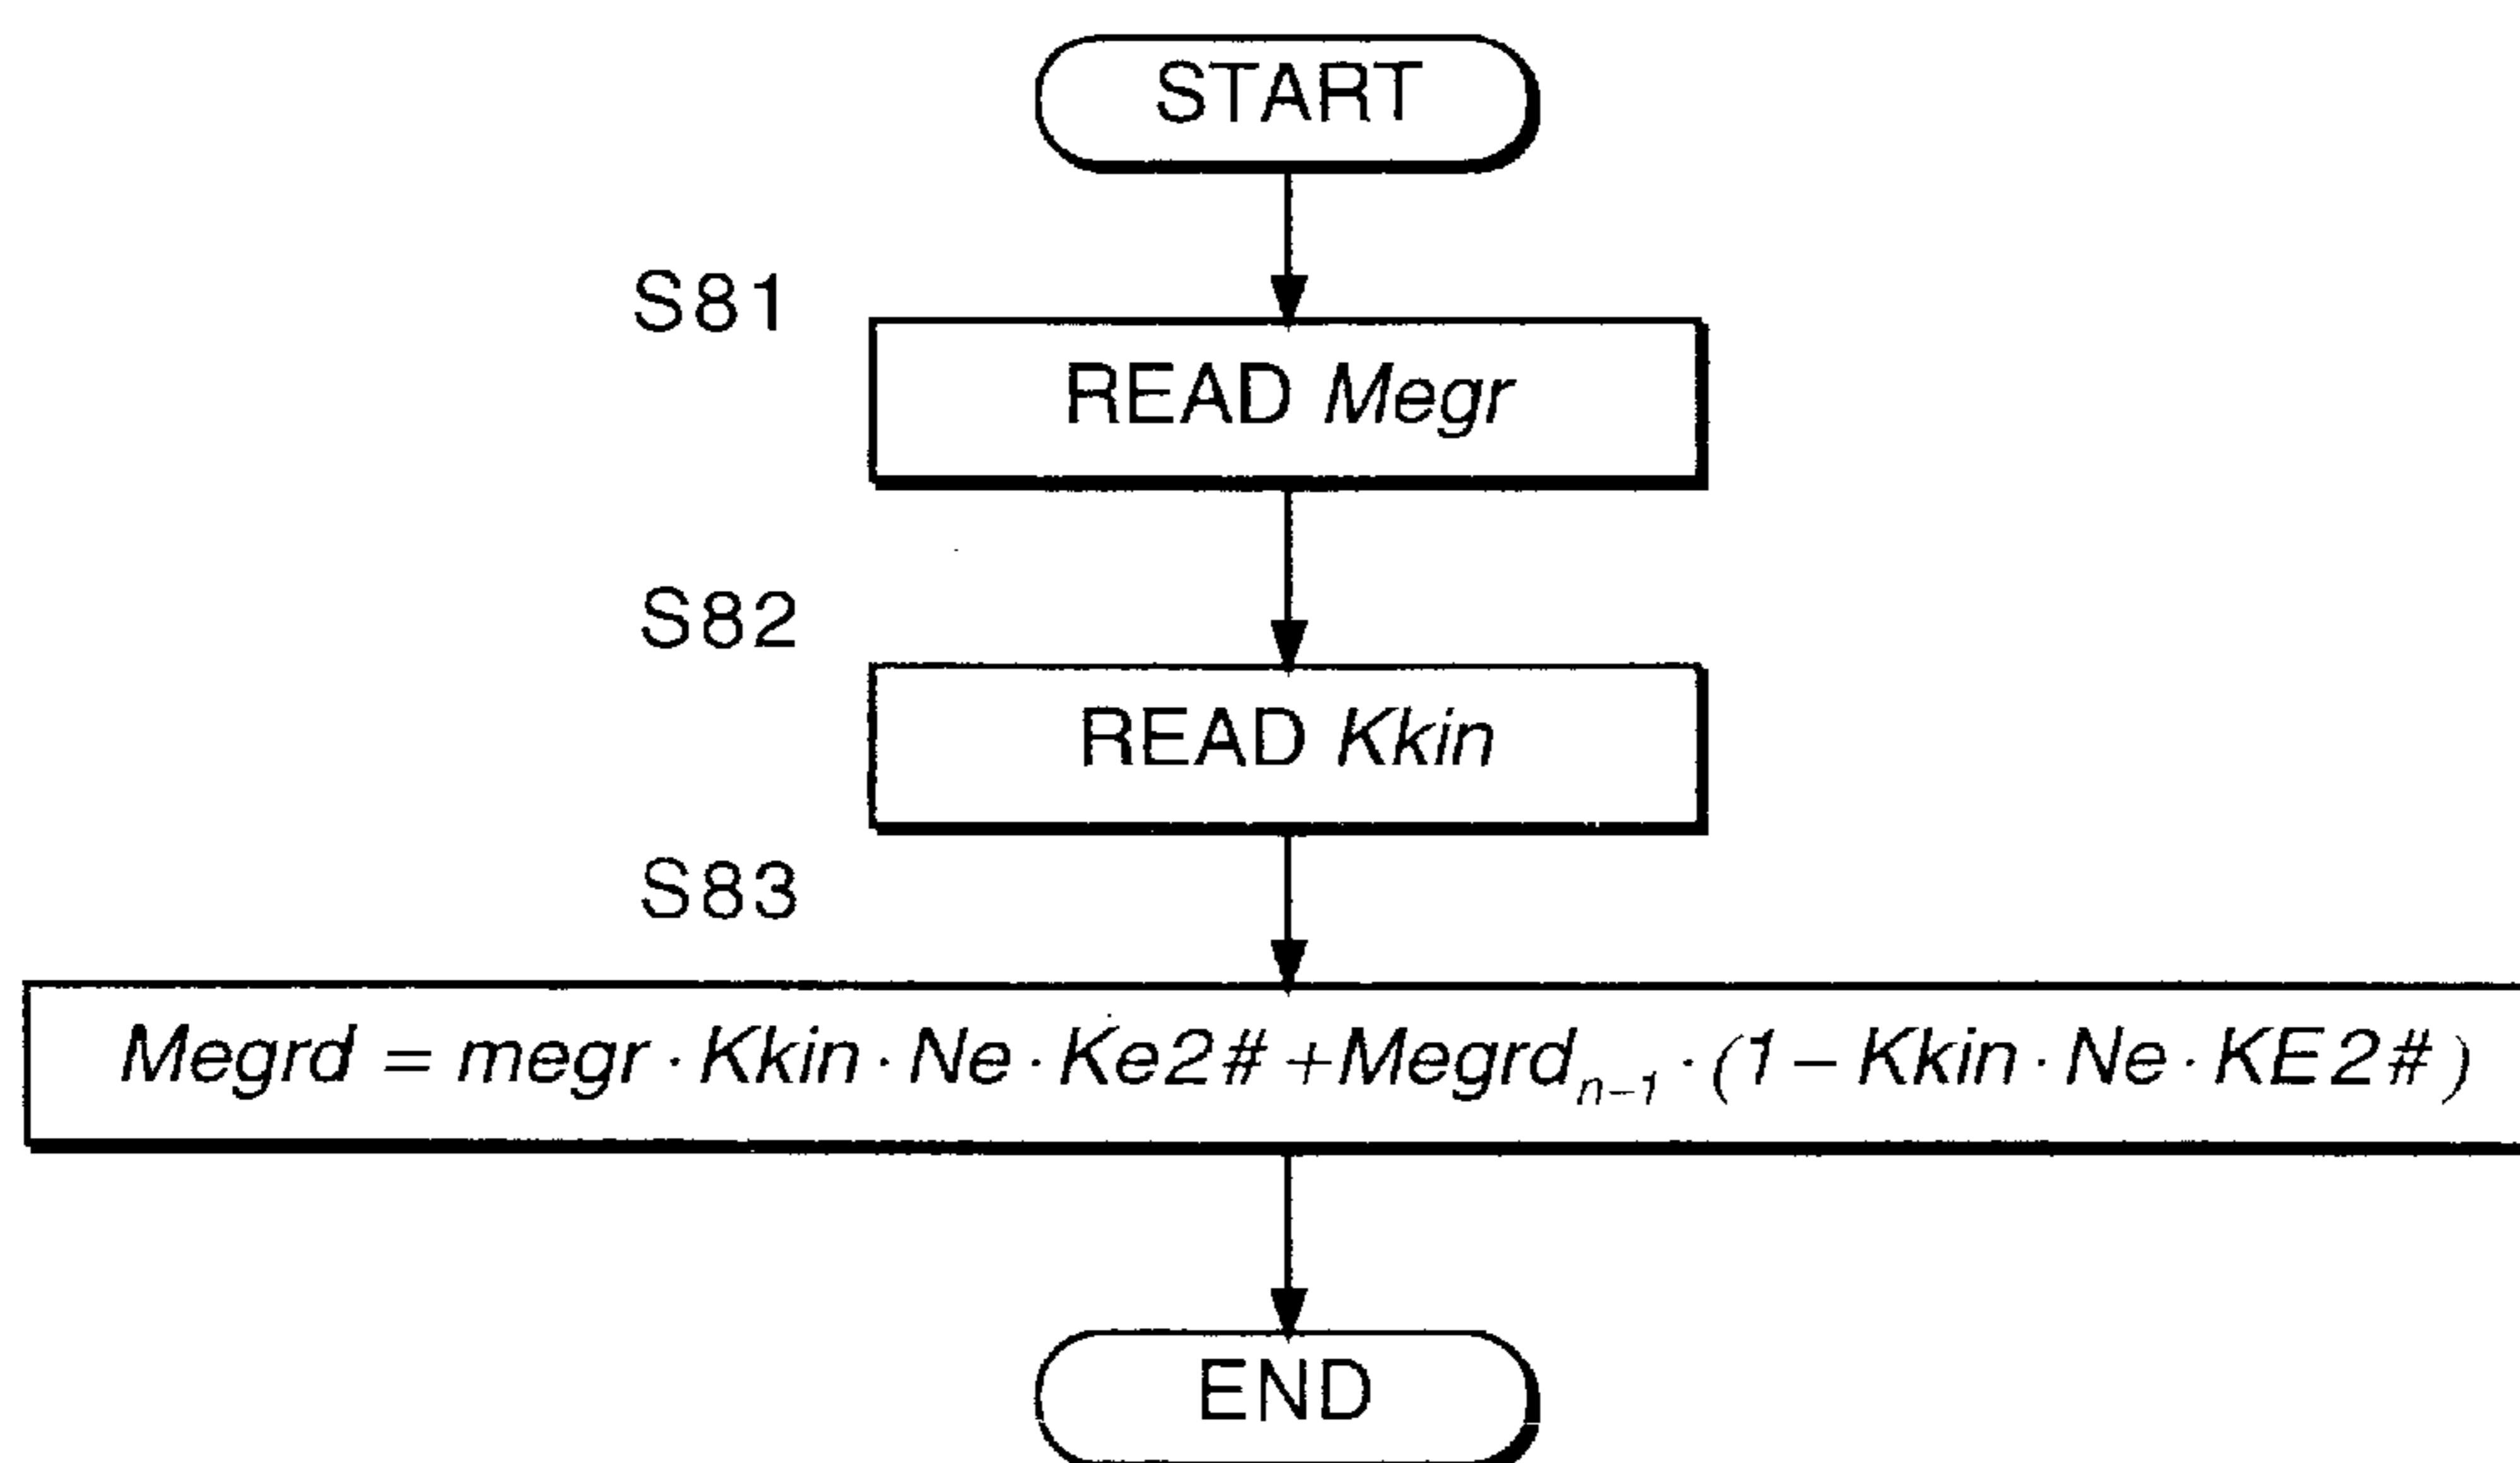 START
S81
READ Megr
S82
READ Kkin
S83
Megrd = megr·Kkin·Ne·Ke2# +Megrdn−1·(1−Kkin·Ne·KE2#)
END